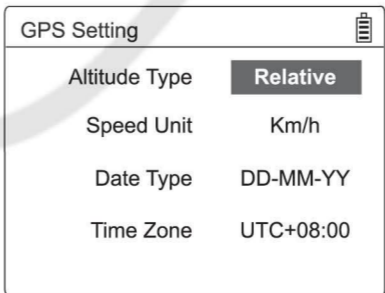 GPS Setting
Altitude Type Relative
Speed Unit Km/h
Date Type DD-MM-YY
Time Zone UTC+08:00